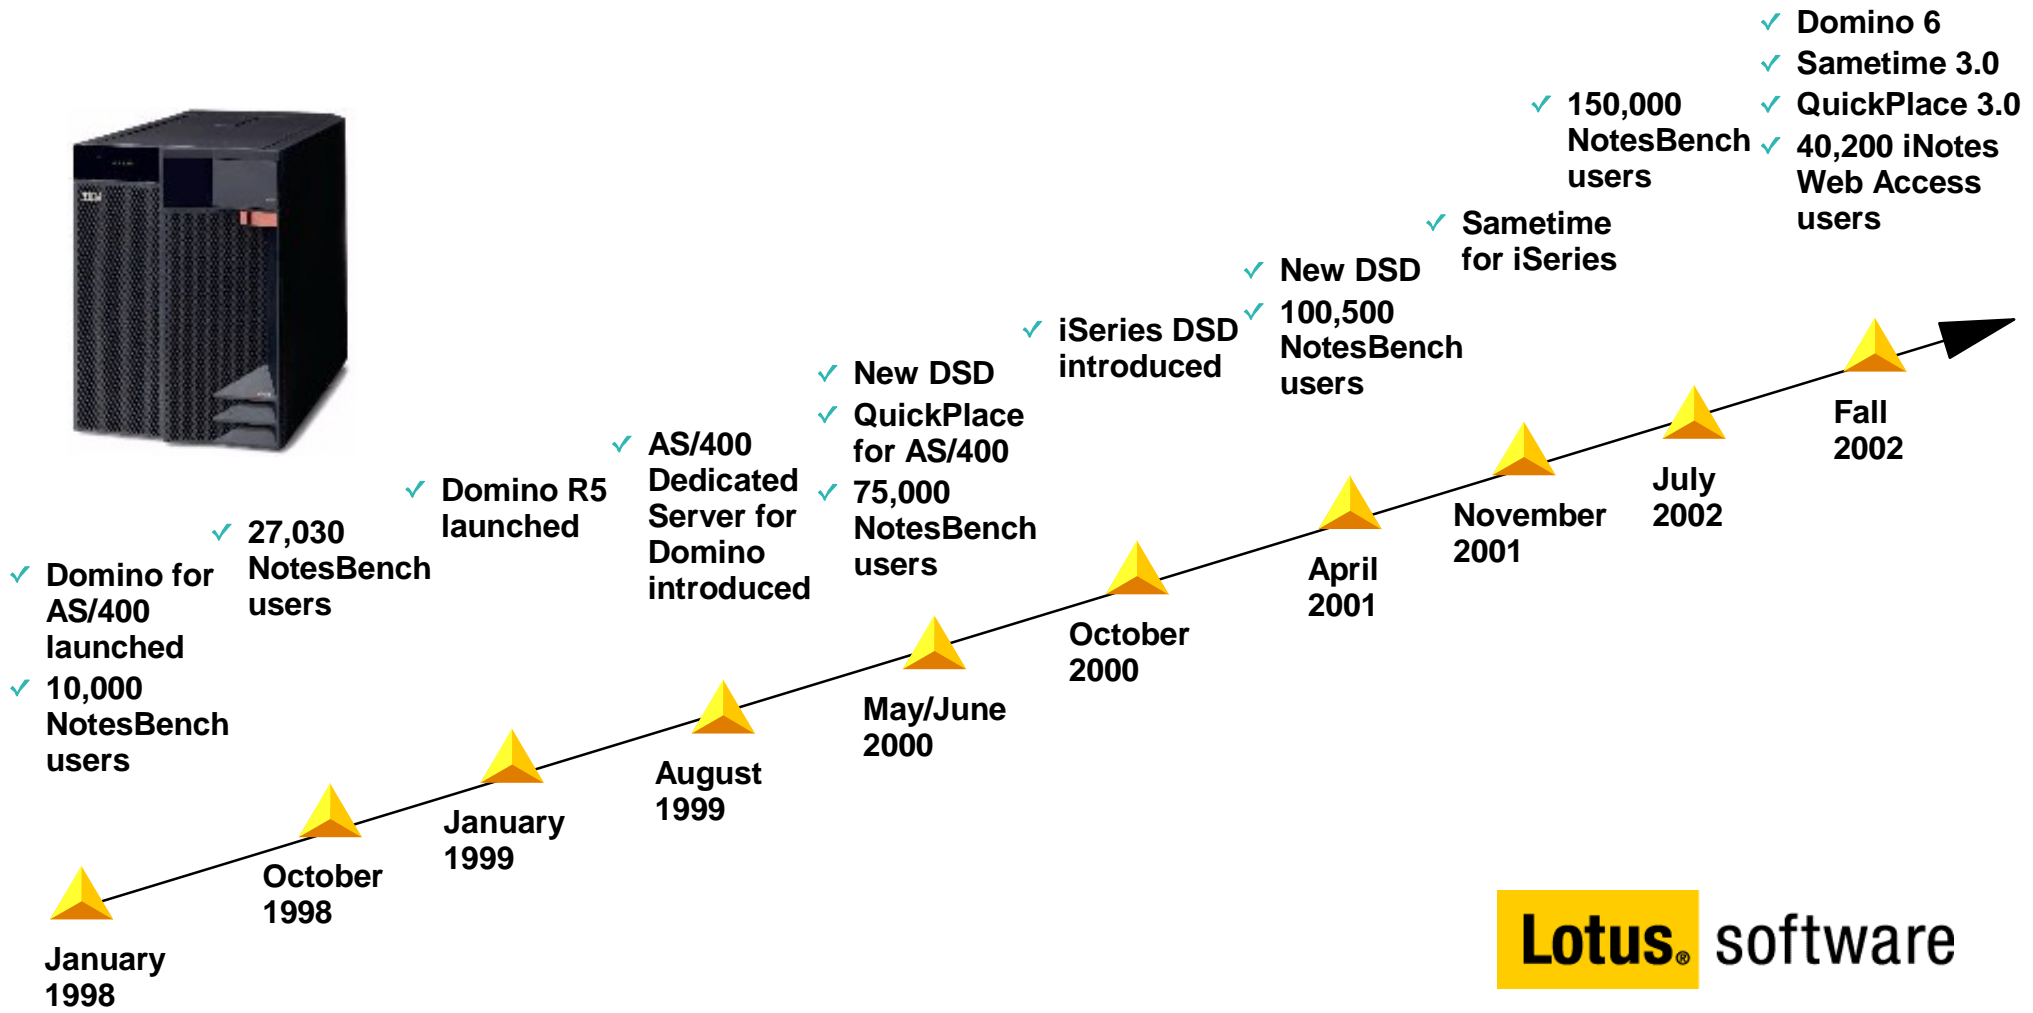 Domino for
AS/400
launched
10,000
NotesBench
users
January
1998
27,030
NotesBench
users
October
1998
Domino R5
launched
January
1999
AS/400
Dedicated
Server for
Domino
introduced
August
1999
New DSD
QuickPlace
for AS/400
75,000
NotesBench
users
May/June
2000
iSeries DSD
introduced
October
2000
New DSD
100,500
NotesBench
users
April
2001
Sametime
for iSeries
November
2001
150,000
NotesBench
users
July
2002
Domino 6
Sametime 3.0
QuickPlace 3.0
40,200 iNotes
Web Access
users
Fall
2002
Lotus® software
IBM